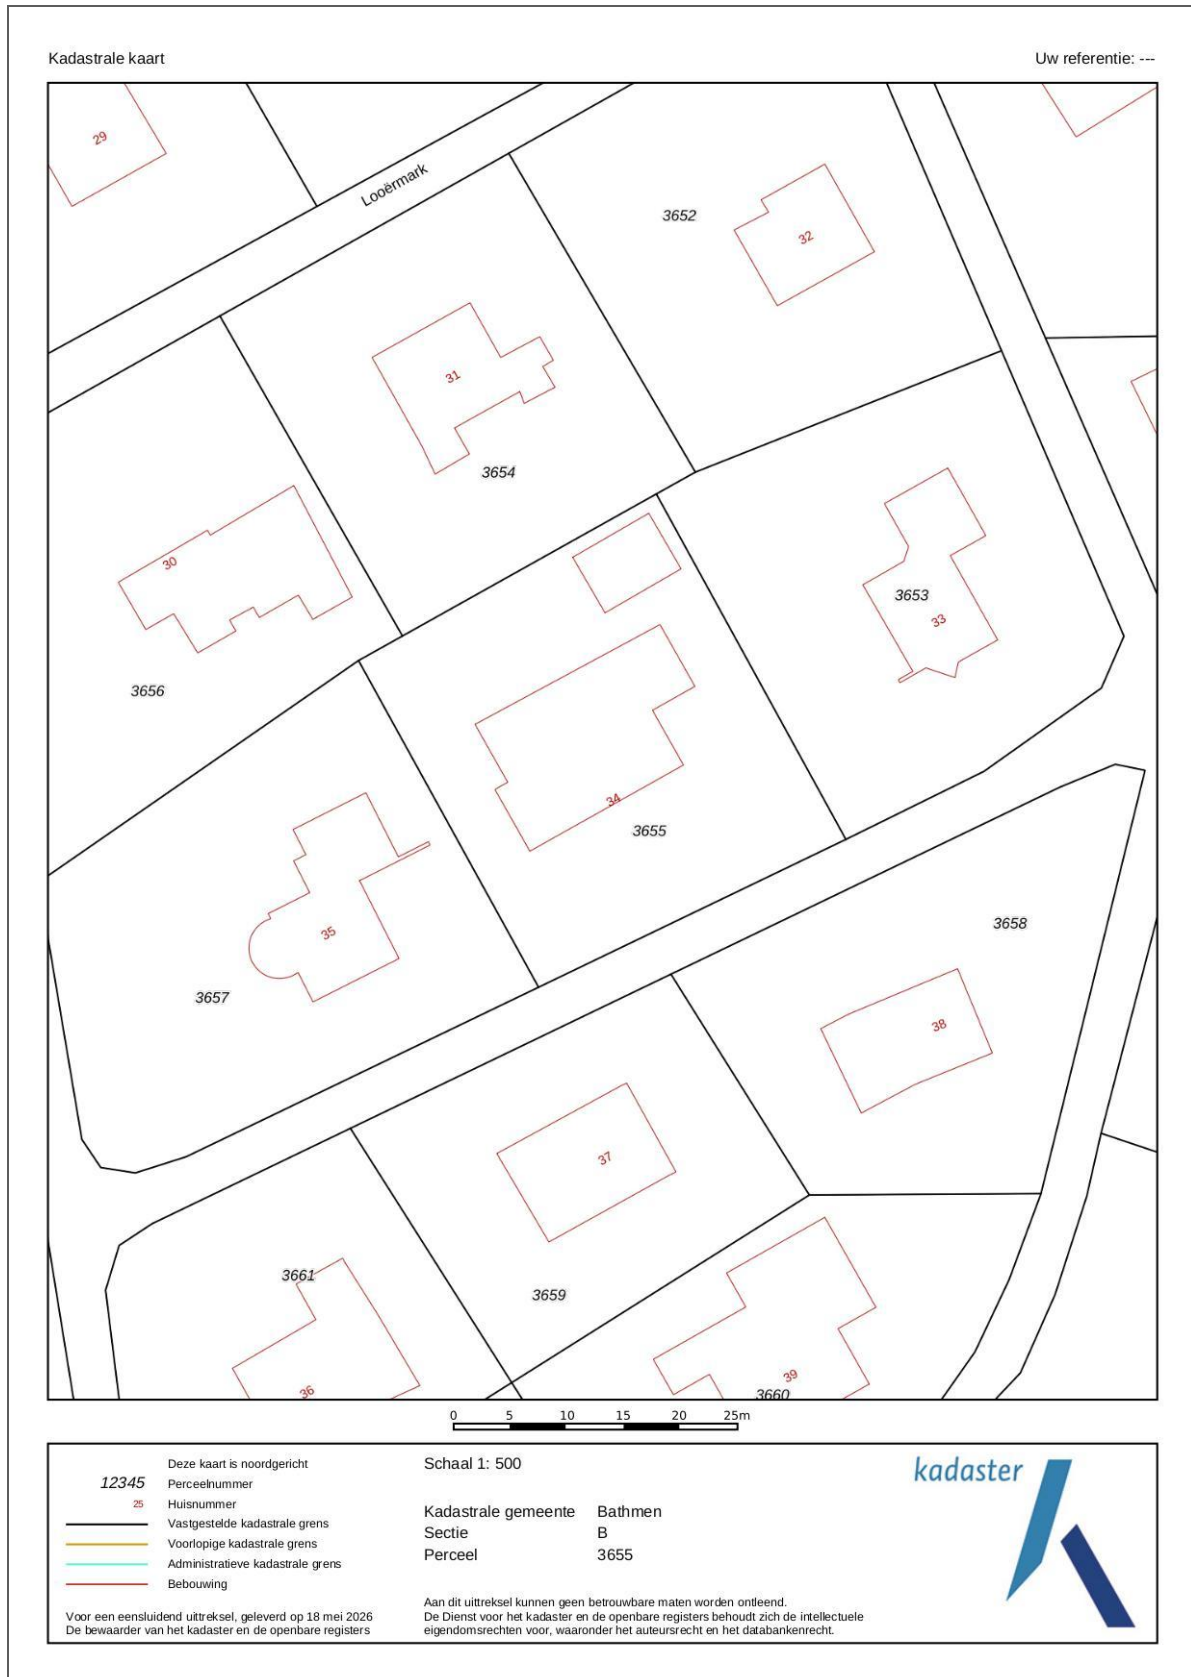 Kadastrale kaart
Uw referentie: ---
29
Looërmark
3652
32
31
3654
30
3653
33
3656
34
3655
35
3658
3657
38
37
3661
3659
36
39
3660
0 5 10 15 20 25m
Deze kaart is noordgericht
12345 Perceelnummer
25 Huisnummer
Vastgestelde kadastrale grens
Voorlopige kadastrale grens
Administratieve kadastrale grens
Bebouwing
Voor een eensluidend uittreksel, geleverd op 18 mei 2026
De bewaarder van het kadaster en de openbare registers
Schaal 1: 500
Kadastrale gemeente Bathmen
Sectie B
Perceel 3655
Aan dit uittreksel kunnen geen betrouwbare maten worden ontleend.
De Dienst voor het kadaster en de openbare registers behoudt zich de intellectuele
eigendomsrechten voor, waaronder het auteursrecht en het databankenrecht.
kadaster